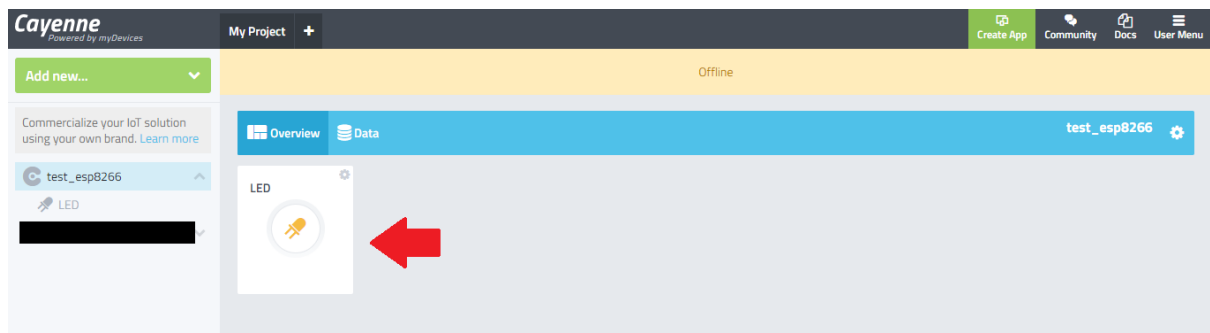 Cayenne
Powered by myDevices
My Project +
Create App
Community
Docs
User Menu
Add new...
Offline
Commercialize your IoT solution
using your own brand. Learn more
Overview
Data
test_esp8266
test_esp8266
LED
LED